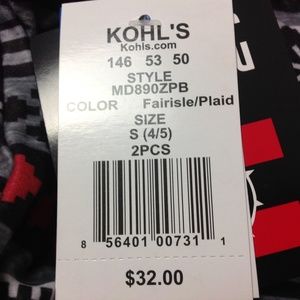 KOHL'S
Kohls.com
146 53 50
STYLE
MD890ZPB
COLOR Fairisle/Plaid
SIZE
S (4/5)
2PCS
8 56401 00731 1
$32.00